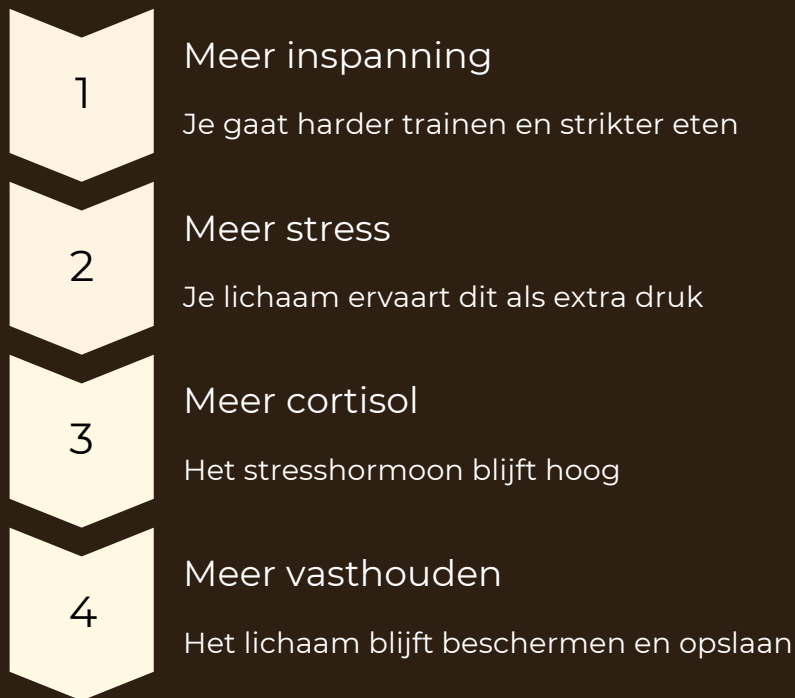 1
Meer inspanning
Je gaat harder trainen en strikter eten
2
Meer stress
Je lichaam ervaart dit als extra druk
3
Meer cortisol
Het stresshormoon blijft hoog
4
Meer vasthouden
Het lichaam blijft beschermen en opslaan